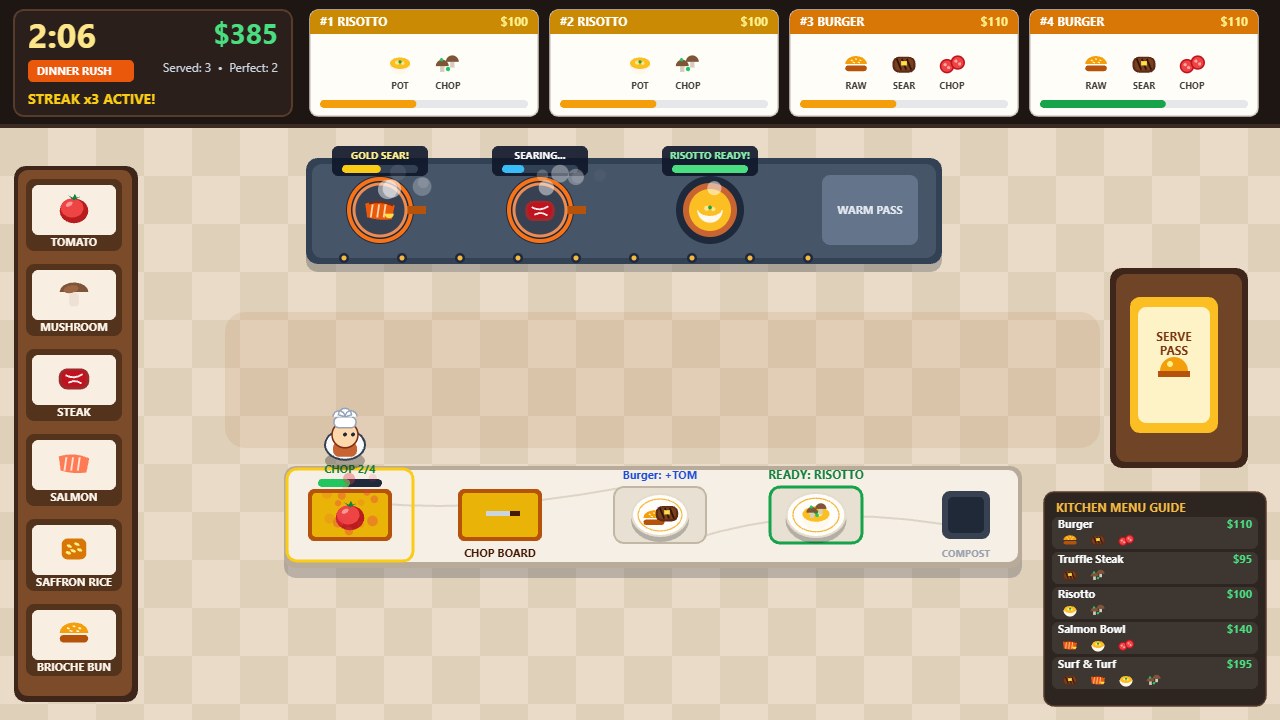 2:06
$385
DINNER RUSH
Served: 3 • Perfect: 2
STREAK x3 ACTIVE!
#1 RISOTTO $100
POT CHOP
#2 RISOTTO $100
POT CHOP
#3 BURGER $110
RAW SEAR CHOP
#4 BURGER $110
RAW SEAR CHOP
TOMATO
MUSHROOM
STEAK
SALMON
SAFFRON RICE
BRIOCHE BUN
GOLD SEAR!
SEARING...
RISOTTO READY!
WARM PASS
SERVE
PASS
CHOP 2/4
CHOP BOARD
Burger: +TOM
READY: RISOTTO
COMPOST
KITCHEN MENU GUIDE
Burger $110
Truffle Steak $95
Risotto $100
Salmon Bowl $140
Surf & Turf $195